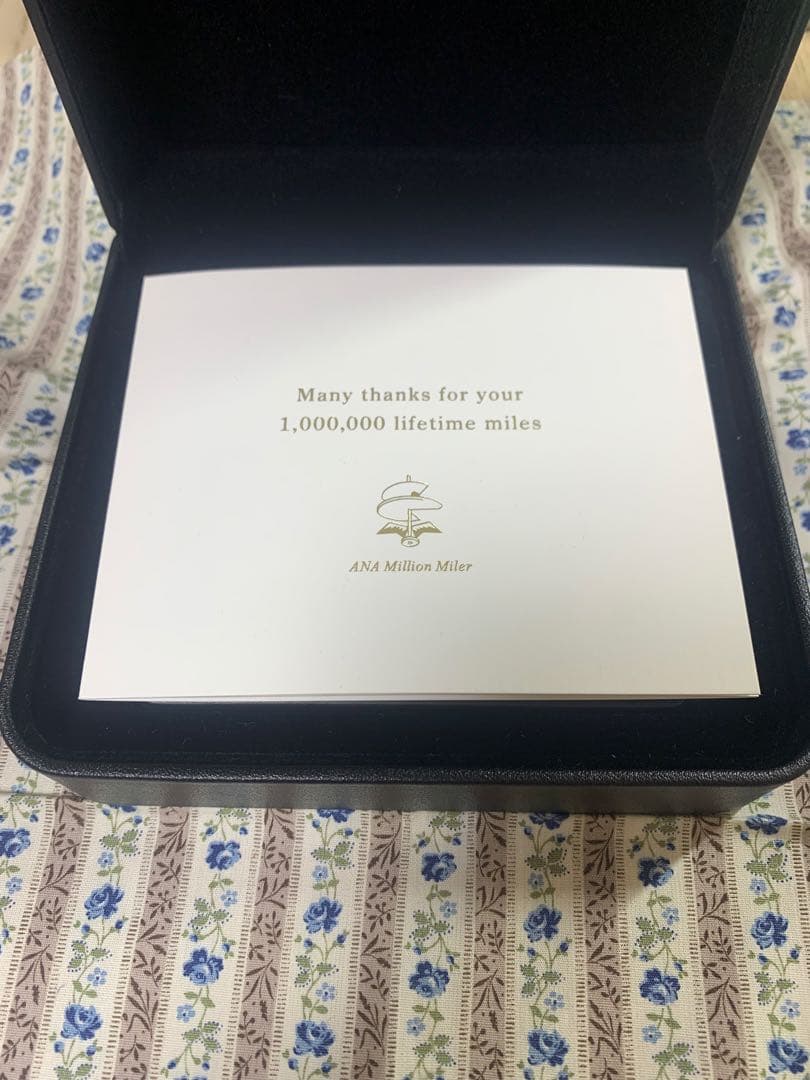 Many thanks for your
1,000,000 lifetime miles
ANA Million Miler